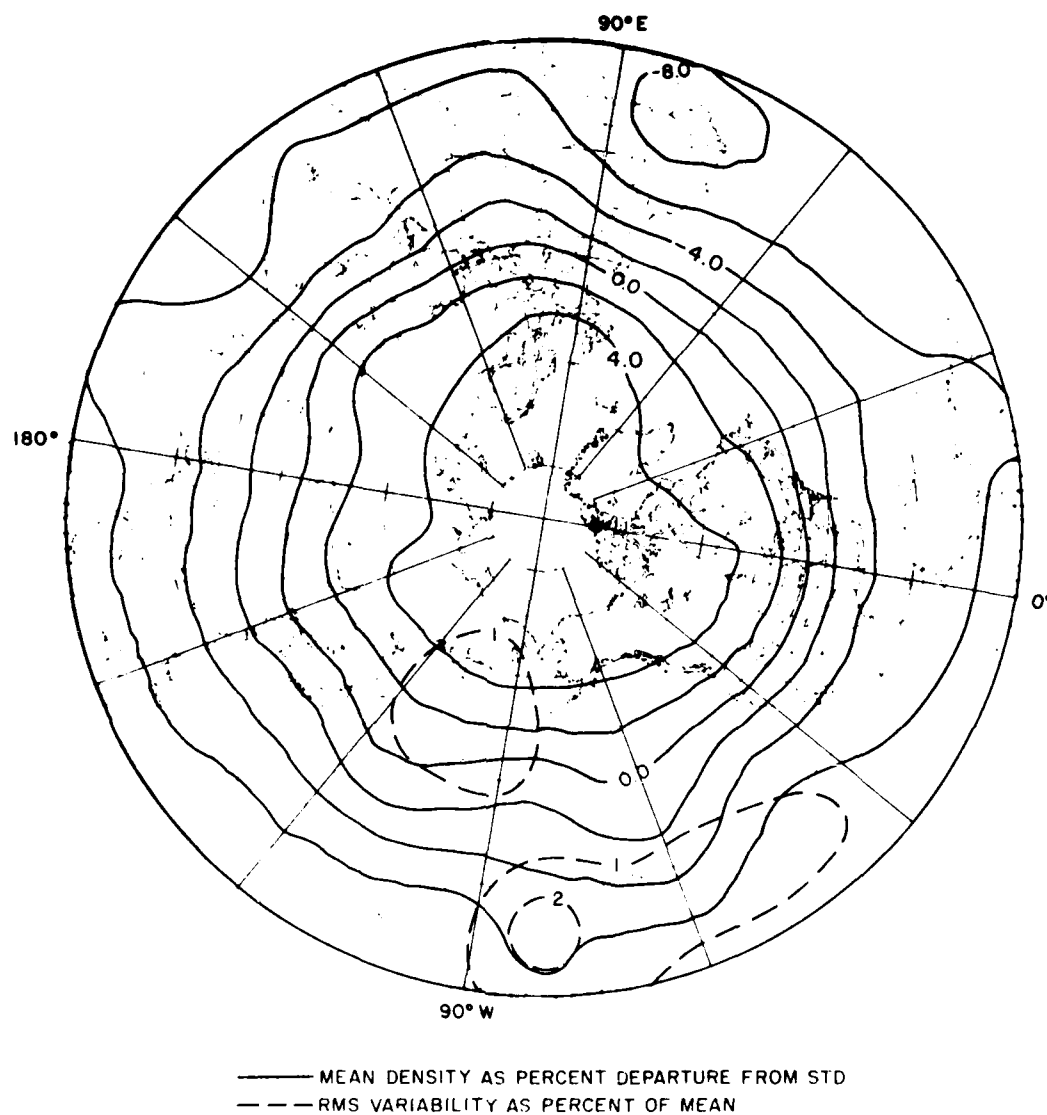 90°E
-8.0
-4.0
0.0
4.0
180°
0°
1
0.0
1
2
90° W
MEAN DENSITY AS PERCENT DEPARTURE FROM STD
RMS VARIABILITY AS PERCENT OF MEAN